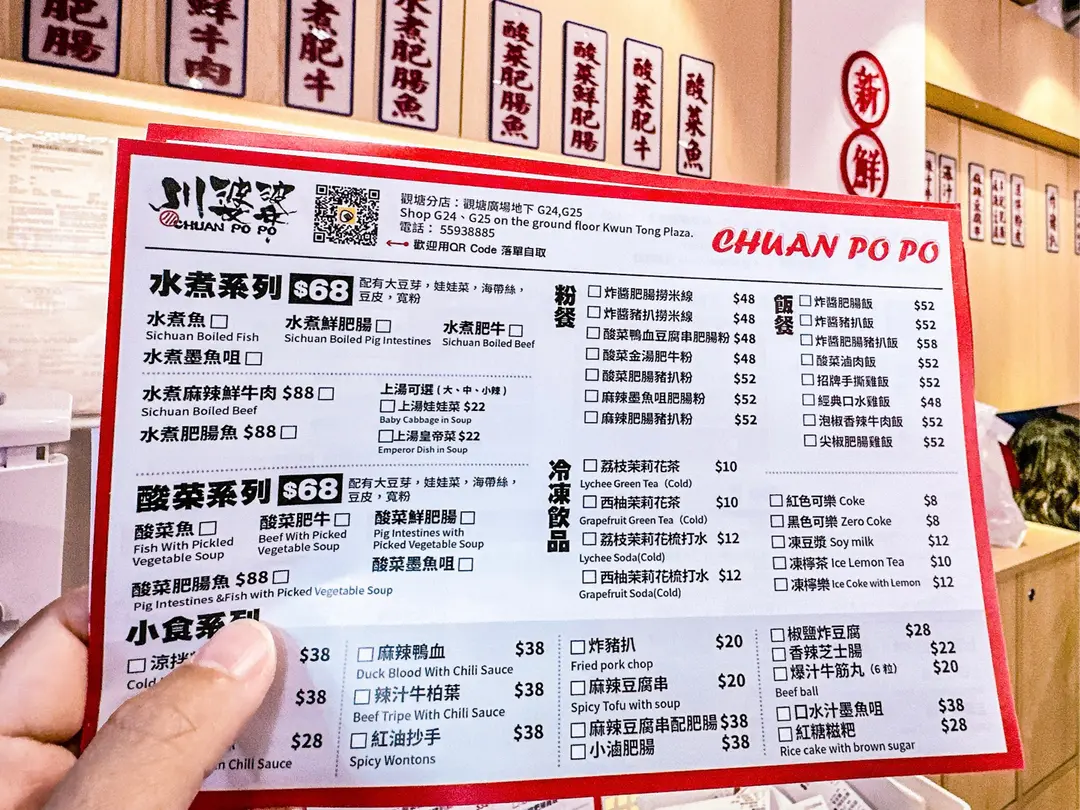 肥腸
鮮牛肉
煮肥牛
水煮肥腸魚
酸菜肥腸魚
酸菜鮮肥腸
酸菜肥牛
酸菜魚
新
鮮
川婆婆
CHUAN PO PO
觀塘分店：觀塘廣場地下 G24,G25
Shop G24、G25 on the ground floor Kwun Tong Plaza.
電話： 55938885
歡迎用QR Code 落單自取
CHUAN PO PO
水煮系列 $68 配有大豆芽，娃娃菜，海帶絲，
豆皮，寬粉
水煮魚 水煮鮮肥腸 水煮肥牛
Sichuan Boiled Fish Sichuan Boiled Pig Intestines Sichuan Boiled Beef
水煮墨魚咀
水煮麻辣鮮牛肉 $88
Sichuan Boiled Beef
水煮肥腸魚 $88
上湯可選 ( 大、中、小辣 )
上湯娃娃菜 $22
Baby Cabbage in Soup
上湯皇帝菜 $22
Emperor Dish in Soup
酸菜系列 $68 配有大豆芽，娃娃菜，海帶絲，
豆皮，寬粉
酸菜魚
Fish With Pickled
Vegetable Soup
酸菜肥牛
Beef With Picked
Vegetable Soup
酸菜鮮肥腸
Pig Intestines with
Picked Vegetable Soup
酸菜墨魚咀
酸菜肥腸魚 $88
Pig Intestines &Fish with Picked Vegetable Soup
粉餐
炸醬肥腸撈米線 $48
炸醬豬扒撈米線 $48
酸菜鴨血豆腐串肥腸粉 $48
酸菜金湯肥牛粉 $48
酸菜肥腸豬扒粉 $52
麻辣墨魚咀肥腸粉 $52
麻辣肥腸豬扒粉 $52
飯餐
炸醬肥腸飯 $52
炸醬豬扒飯 $52
炸醬肥腸豬扒飯 $58
酸菜滷肉飯 $52
招牌手撕雞飯 $52
經典口水雞飯 $48
泡椒香辣牛肉飯 $52
尖椒肥腸雞飯 $52
冷凍飲品
荔枝茉莉花茶 $10
Lychee Green Tea（Cold)
西柚茉莉花茶 $10
Grapefruit Green Tea（Cold)
荔枝茉莉花梳打水 $12
Lychee Soda(Cold)
西柚茉莉花梳打水 $12
Grapefruit Soda(Cold)
紅色可樂 Coke $8
黑色可樂 Zero Coke $8
凍豆漿 Soy milk $12
凍檸茶 Ice Lemon Tea $10
凍檸樂 Ice Coke with Lemon $12
小食系列
涼拌 $38
Cold
$38
$28
Chili Sauce
麻辣鴨血 $38
Duck Blood With Chili Sauce
辣汁牛柏葉 $38
Beef Tripe With Chili Sauce
紅油抄手 $38
Spicy Wontons
炸豬扒 $20
Fried pork chop
麻辣豆腐串 $20
Spicy Tofu with soup
麻辣豆腐串配肥腸 $38
小滷肥腸 $38
椒鹽炸豆腐 $28
香辣芝士腸 $22
爆汁牛筋丸（6 粒） $20
Beef ball
口水汁墨魚咀 $38
紅糖糍粑 $28
Rice cake with brown sugar